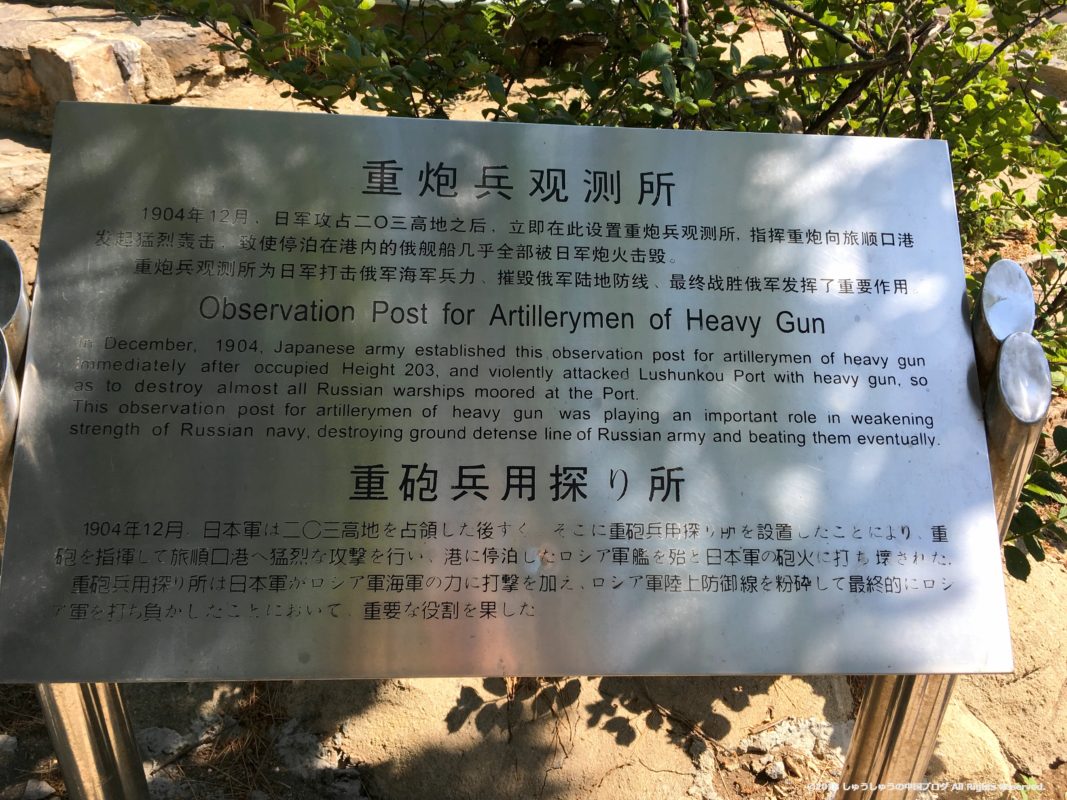 重炮兵观测所
1904年12月、日军攻占二〇三高地之后，立即在此设置重炮兵观测所，指挥重炮向旅顺口港
发起猛烈轰击，致使停泊在港内的俄舰船几乎全部被日军炮火击毁。
重炮兵观测所为日军打击俄军海军兵力、摧毁俄军陆地防线、最终战胜俄军发挥了重要作用。
Observation Post for Artillerymen of Heavy Gun
In December, 1904, Japanese army established this observation post for artillerymen of heavy gun
immediately after occupied Height 203, and violently attacked Lushunkou Port with heavy gun, so
as to destroy almost all Russian warships moored at the Port.
This observation post for artillerymen of heavy gun was playing an important role in weakening
strength of Russian navy, destroying ground defense line of Russian army and beating them eventually.
重砲兵用探り所
1904年12月、日本軍は二〇三高地を占領した後すぐ、そこに重砲兵用探り所を設置したことにより、重
砲を指揮して旅順口港へ猛烈な攻撃を行い、港に停泊したロシア軍艦を殆と日本軍の砲火に打ち壊された。
重砲兵用探り所は日本軍がロシア軍海軍の力に打撃を加え、ロシア軍陸上防御線を粉砕して最終的にロシ
ア軍を打ち負かしたことにおいて、重要な役割を果した
しゅうしゅうの中国ブログ All Rights Reserved.